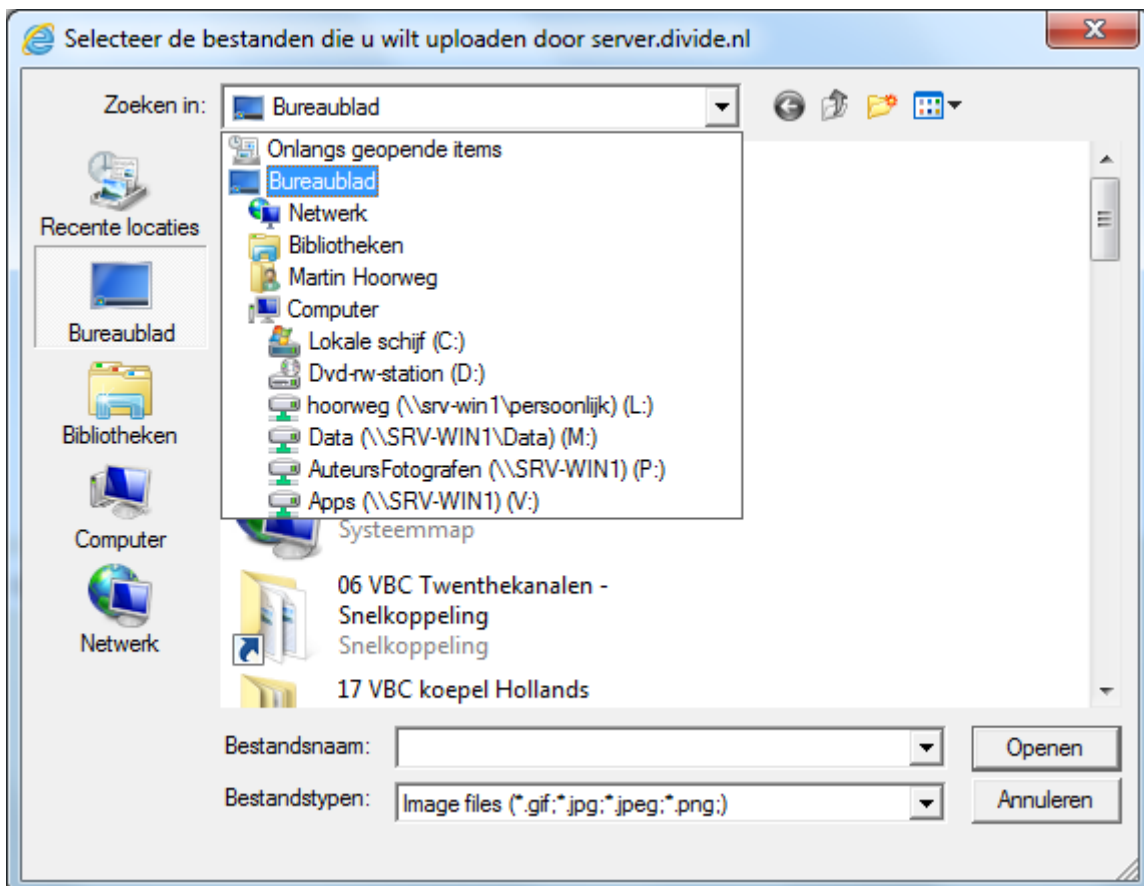 Selecteer de bestanden die u wilt uploaden door server.divide.nl
Zoeken in:
Bureaublad
Onlangs geopende items
Bureaublad
Netwerk
Bibliotheken
Martin Hoorweg
Computer
Lokale schijf (C:)
Dvd-rw-station (D:)
hoorweg (\\srv-win1\persoonlijk) (L:)
Data (\\SRV-WIN1\Data) (M:)
AuteursFotografen (\\SRV-WIN1) (P:)
Apps (\\SRV-WIN1) (V:)
Recente locaties
Bureaublad
Bibliotheken
Computer
Netwerk
Systeemmap
06 VBC Twenthekanalen -
Snelkoppeling
Snelkoppeling
17 VBC koepel Hollands
Bestandsnaam:
Openen
Bestandstypen:
Image files (*.gif;*.jpg;*.jpeg;*.png;)
Annuleren